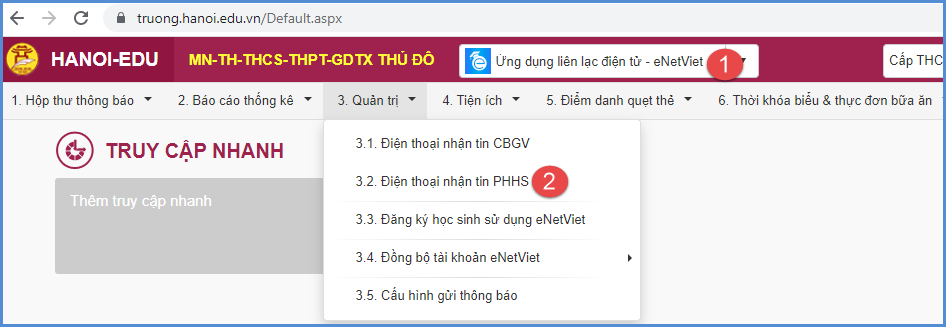 truong.hanoi.edu.vn/Default.aspx
HANOI-EDU MN-TH-THCS-THPT-GDTX THỦ ĐÔ Ứng dụng liên lạc điện tử - eNetViet 1 Cấp THC
1. Hộp thư thông báo 2. Báo cáo thống kê 3. Quản trị 4. Tiện ích 5. Điểm danh quẹt thẻ 6. Thời khóa biểu & thực đơn bữa ăn
TRUY CẬP NHANH
Thêm truy cập nhanh
3.1. Điện thoại nhận tin CBGV
3.2. Điện thoại nhận tin PHHS 2
3.3. Đăng ký học sinh sử dụng eNetViet
3.4. Đồng bộ tài khoản eNetViet
3.5. Cấu hình gửi thông báo